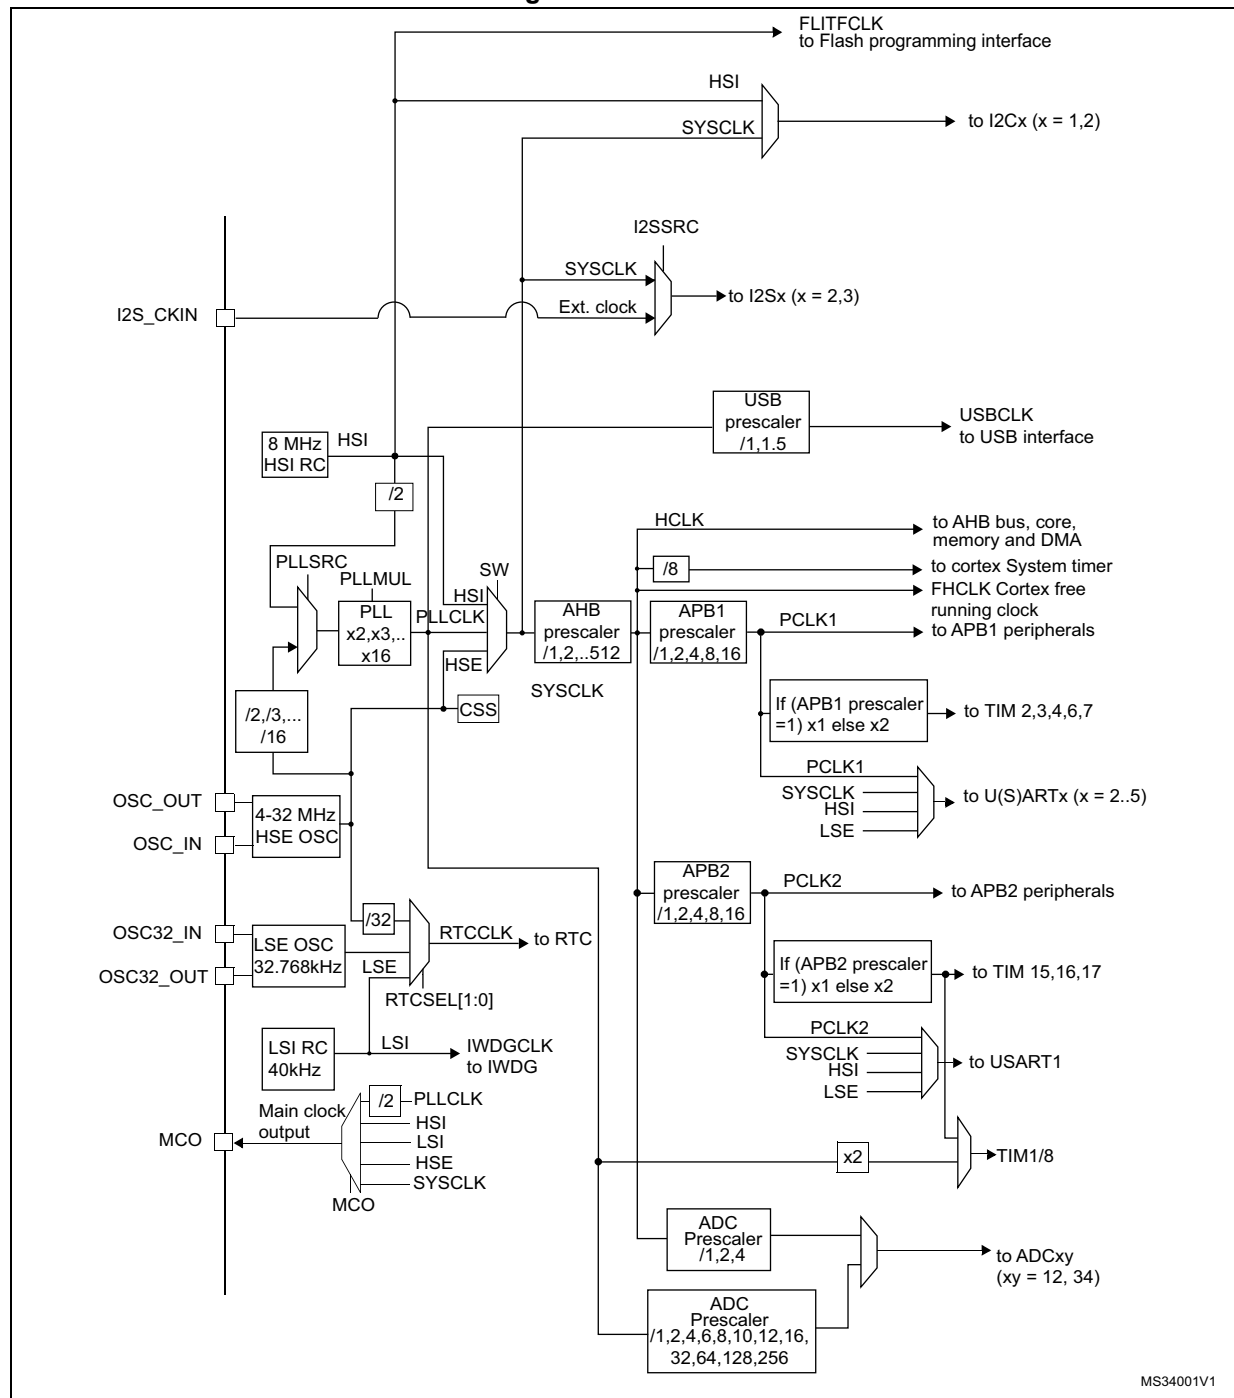 FLITFCLK
to Flash programming interface
HSI
SYSCLK
to I2Cx (x = 1,2)
I2SSRC
SYSCLK
to I2Sx (x = 2,3)
I2S_CKIN
Ext. clock
USB
prescaler
/1,1.5
USBCLK
to USB interface
8 MHz
HSI RC
HSI
/2
HCLK
to AHB bus, core,
memory and DMA
/8
to cortex System timer
FHCLK Cortex free
running clock
PLLSRC
PLLMUL
PLL
x2,x3,..
x16
SW
HSI
PLLCLK
HSE
AHB
prescaler
/1,2,..512
APB1
prescaler
/1,2,4,8,16
PCLK1
to APB1 peripherals
SYSCLK
/2,/3,...
/16
CSS
If (APB1 prescaler
=1) x1 else x2
to TIM 2,3,4,6,7
PCLK1
SYSCLK
HSI
LSE
to U(S)ARTx (x = 2..5)
OSC_OUT
OSC_IN
4-32 MHz
HSE OSC
APB2
prescaler
/1,2,4,8,16
PCLK2
to APB2 peripherals
/32
OSC32_IN
OSC32_OUT
LSE OSC
32.768kHz
LSE
RTCCLK
to RTC
RTCSEL[1:0]
If (APB2 prescaler
=1) x1 else x2
to TIM 15,16,17
LSI RC
40kHz
LSI
IWDGCLK
to IWDG
PCLK2
SYSCLK
HSI
LSE
to USART1
MCO
Main clock
output
/2
PLLCLK
HSI
LSI
HSE
SYSCLK
MCO
x2
TIM1/8
ADC
Prescaler
/1,2,4
to ADCxy
(xy = 12, 34)
ADC
Prescaler
/1,2,4,6,8,10,12,16,
32,64,128,256
MS34001V1